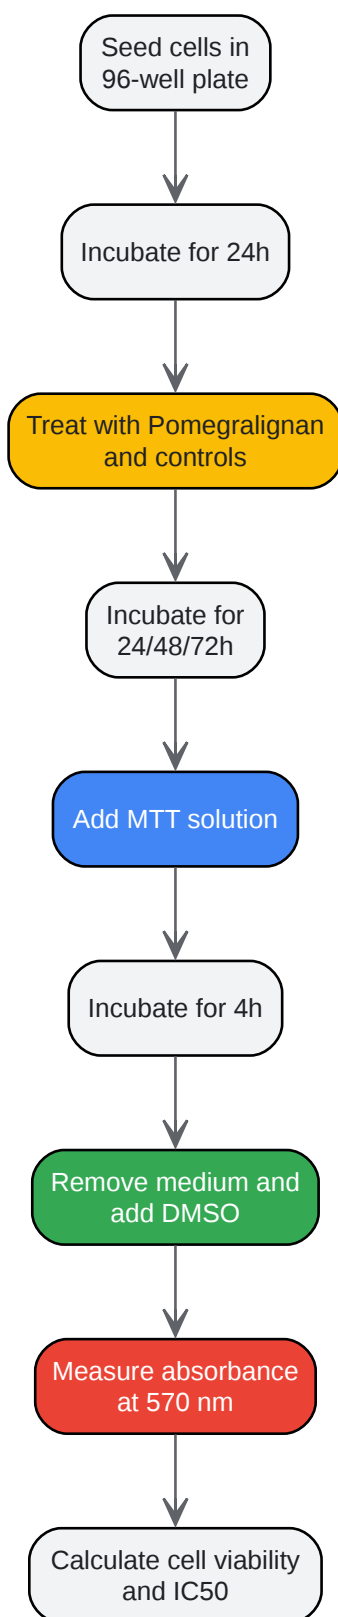 Seed cells in
96-well plate
Incubate for 24h
Treat with Pomegralignan
and controls
Incubate for
24/48/72h
Add MTT solution
Incubate for 4h
Remove medium and
add DMSO
Measure absorbance
at 570 nm
Calculate cell viability
and IC50